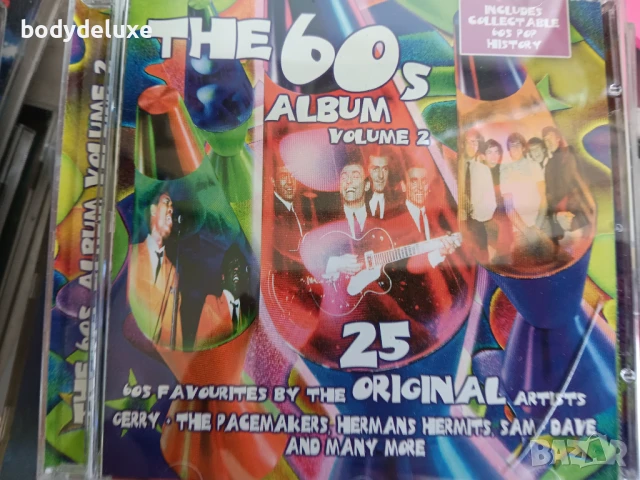 bodydeluxe
THE 60s
ALBUM
VOLUME 2
INCLUDES
COLLECTABLE
60s POP
HISTORY
THE 60s ALBUM VOLUME 2
25
60S FAVOURITES BY THE ORIGINAL ARTISTS
GERRY · THE PACEMAKERS, HERMANS HERMITS, SAM · DAVE
AND MANY MORE
BAZAR